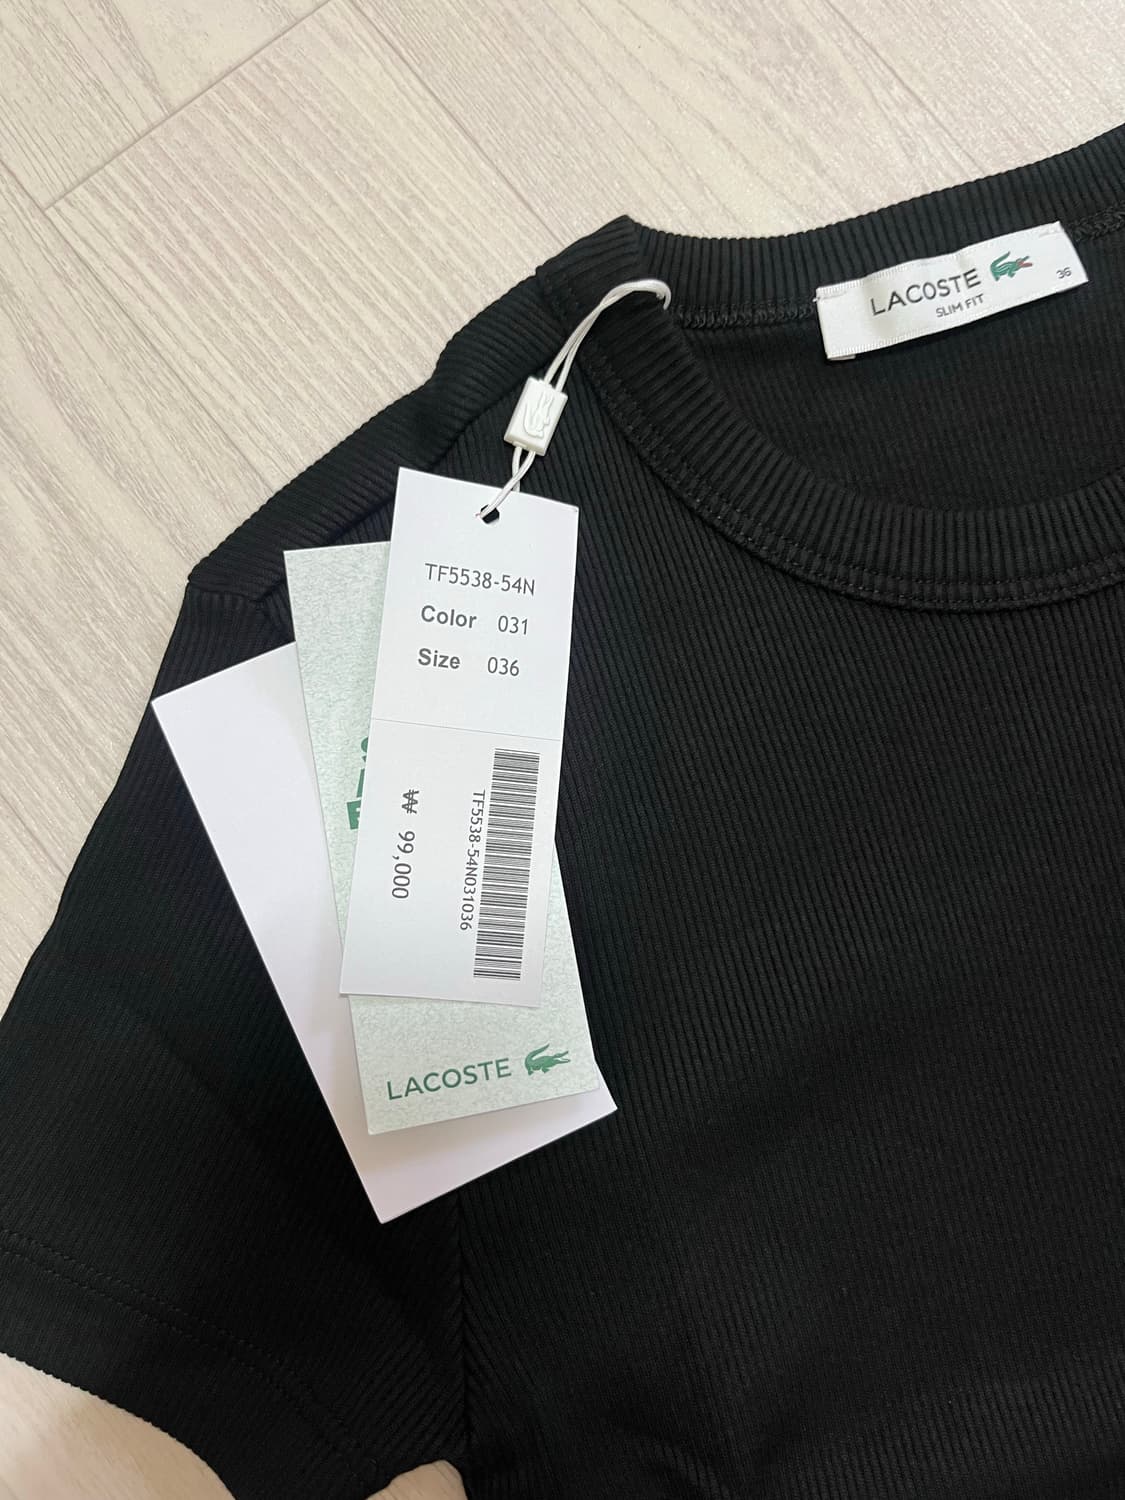 LACOSTE
SLIM FIT
36
TF5538-54N
Color 031
Size 036
TF5538-54N031036
₩ 99,000
LACOSTE